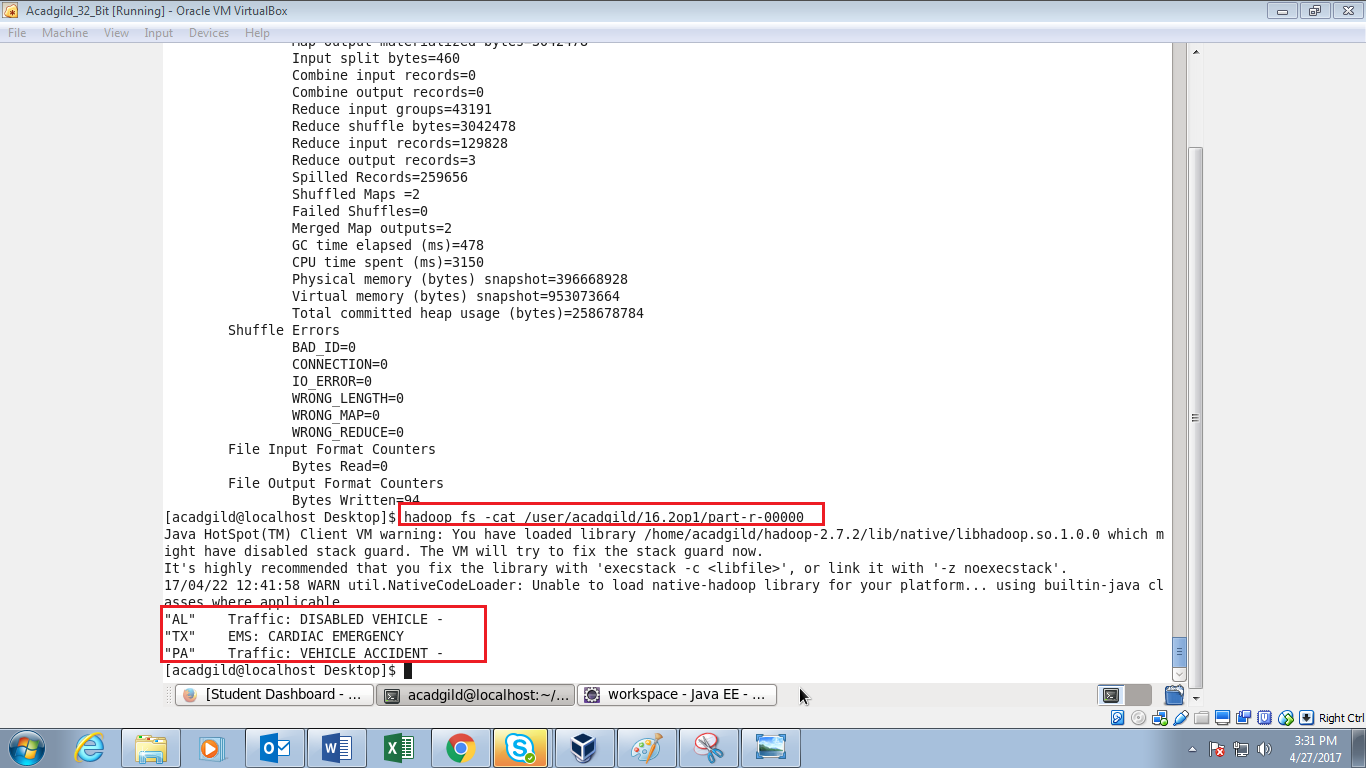 Acadgild_32_Bit [Running] - Oracle VM VirtualBox
File Machine View Input Devices Help
Map output materialized bytes=3042478
Input split bytes=460
Combine input records=0
Combine output records=0
Reduce input groups=43191
Reduce shuffle bytes=3042478
Reduce input records=129828
Reduce output records=3
Spilled Records=259656
Shuffled Maps =2
Failed Shuffles=0
Merged Map outputs=2
GC time elapsed (ms)=478
CPU time spent (ms)=3150
Physical memory (bytes) snapshot=396668928
Virtual memory (bytes) snapshot=953073664
Total committed heap usage (bytes)=258678784
Shuffle Errors
BAD_ID=0
CONNECTION=0
IO_ERROR=0
WRONG_LENGTH=0
WRONG_MAP=0
WRONG_REDUCE=0
File Input Format Counters
Bytes Read=0
File Output Format Counters
Bytes Written=94
[acadgild@localhost Desktop]$ hadoop fs -cat /user/acadgild/16.2op1/part-r-00000
Java HotSpot(TM) Client VM warning: You have loaded library /home/acadgild/hadoop-2.7.2/lib/native/libhadoop.so.1.0.0 which m
ight have disabled stack guard. The VM will try to fix the stack guard now.
It's highly recommended that you fix the library with 'execstack -c <libfile>', or link it with '-z noexecstack'.
17/04/22 12:41:58 WARN util.NativeCodeLoader: Unable to load native-hadoop library for your platform... using builtin-java cl
asses where applicable
"AL" Traffic: DISABLED VEHICLE -
"TX" EMS: CARDIAC EMERGENCY
"PA" Traffic: VEHICLE ACCIDENT -
[acadgild@localhost Desktop]$
[Student Dashboard - ... acadgild@localhost:~/... workspace - Java EE - ...
Right Ctrl
3:31 PM
4/27/2017